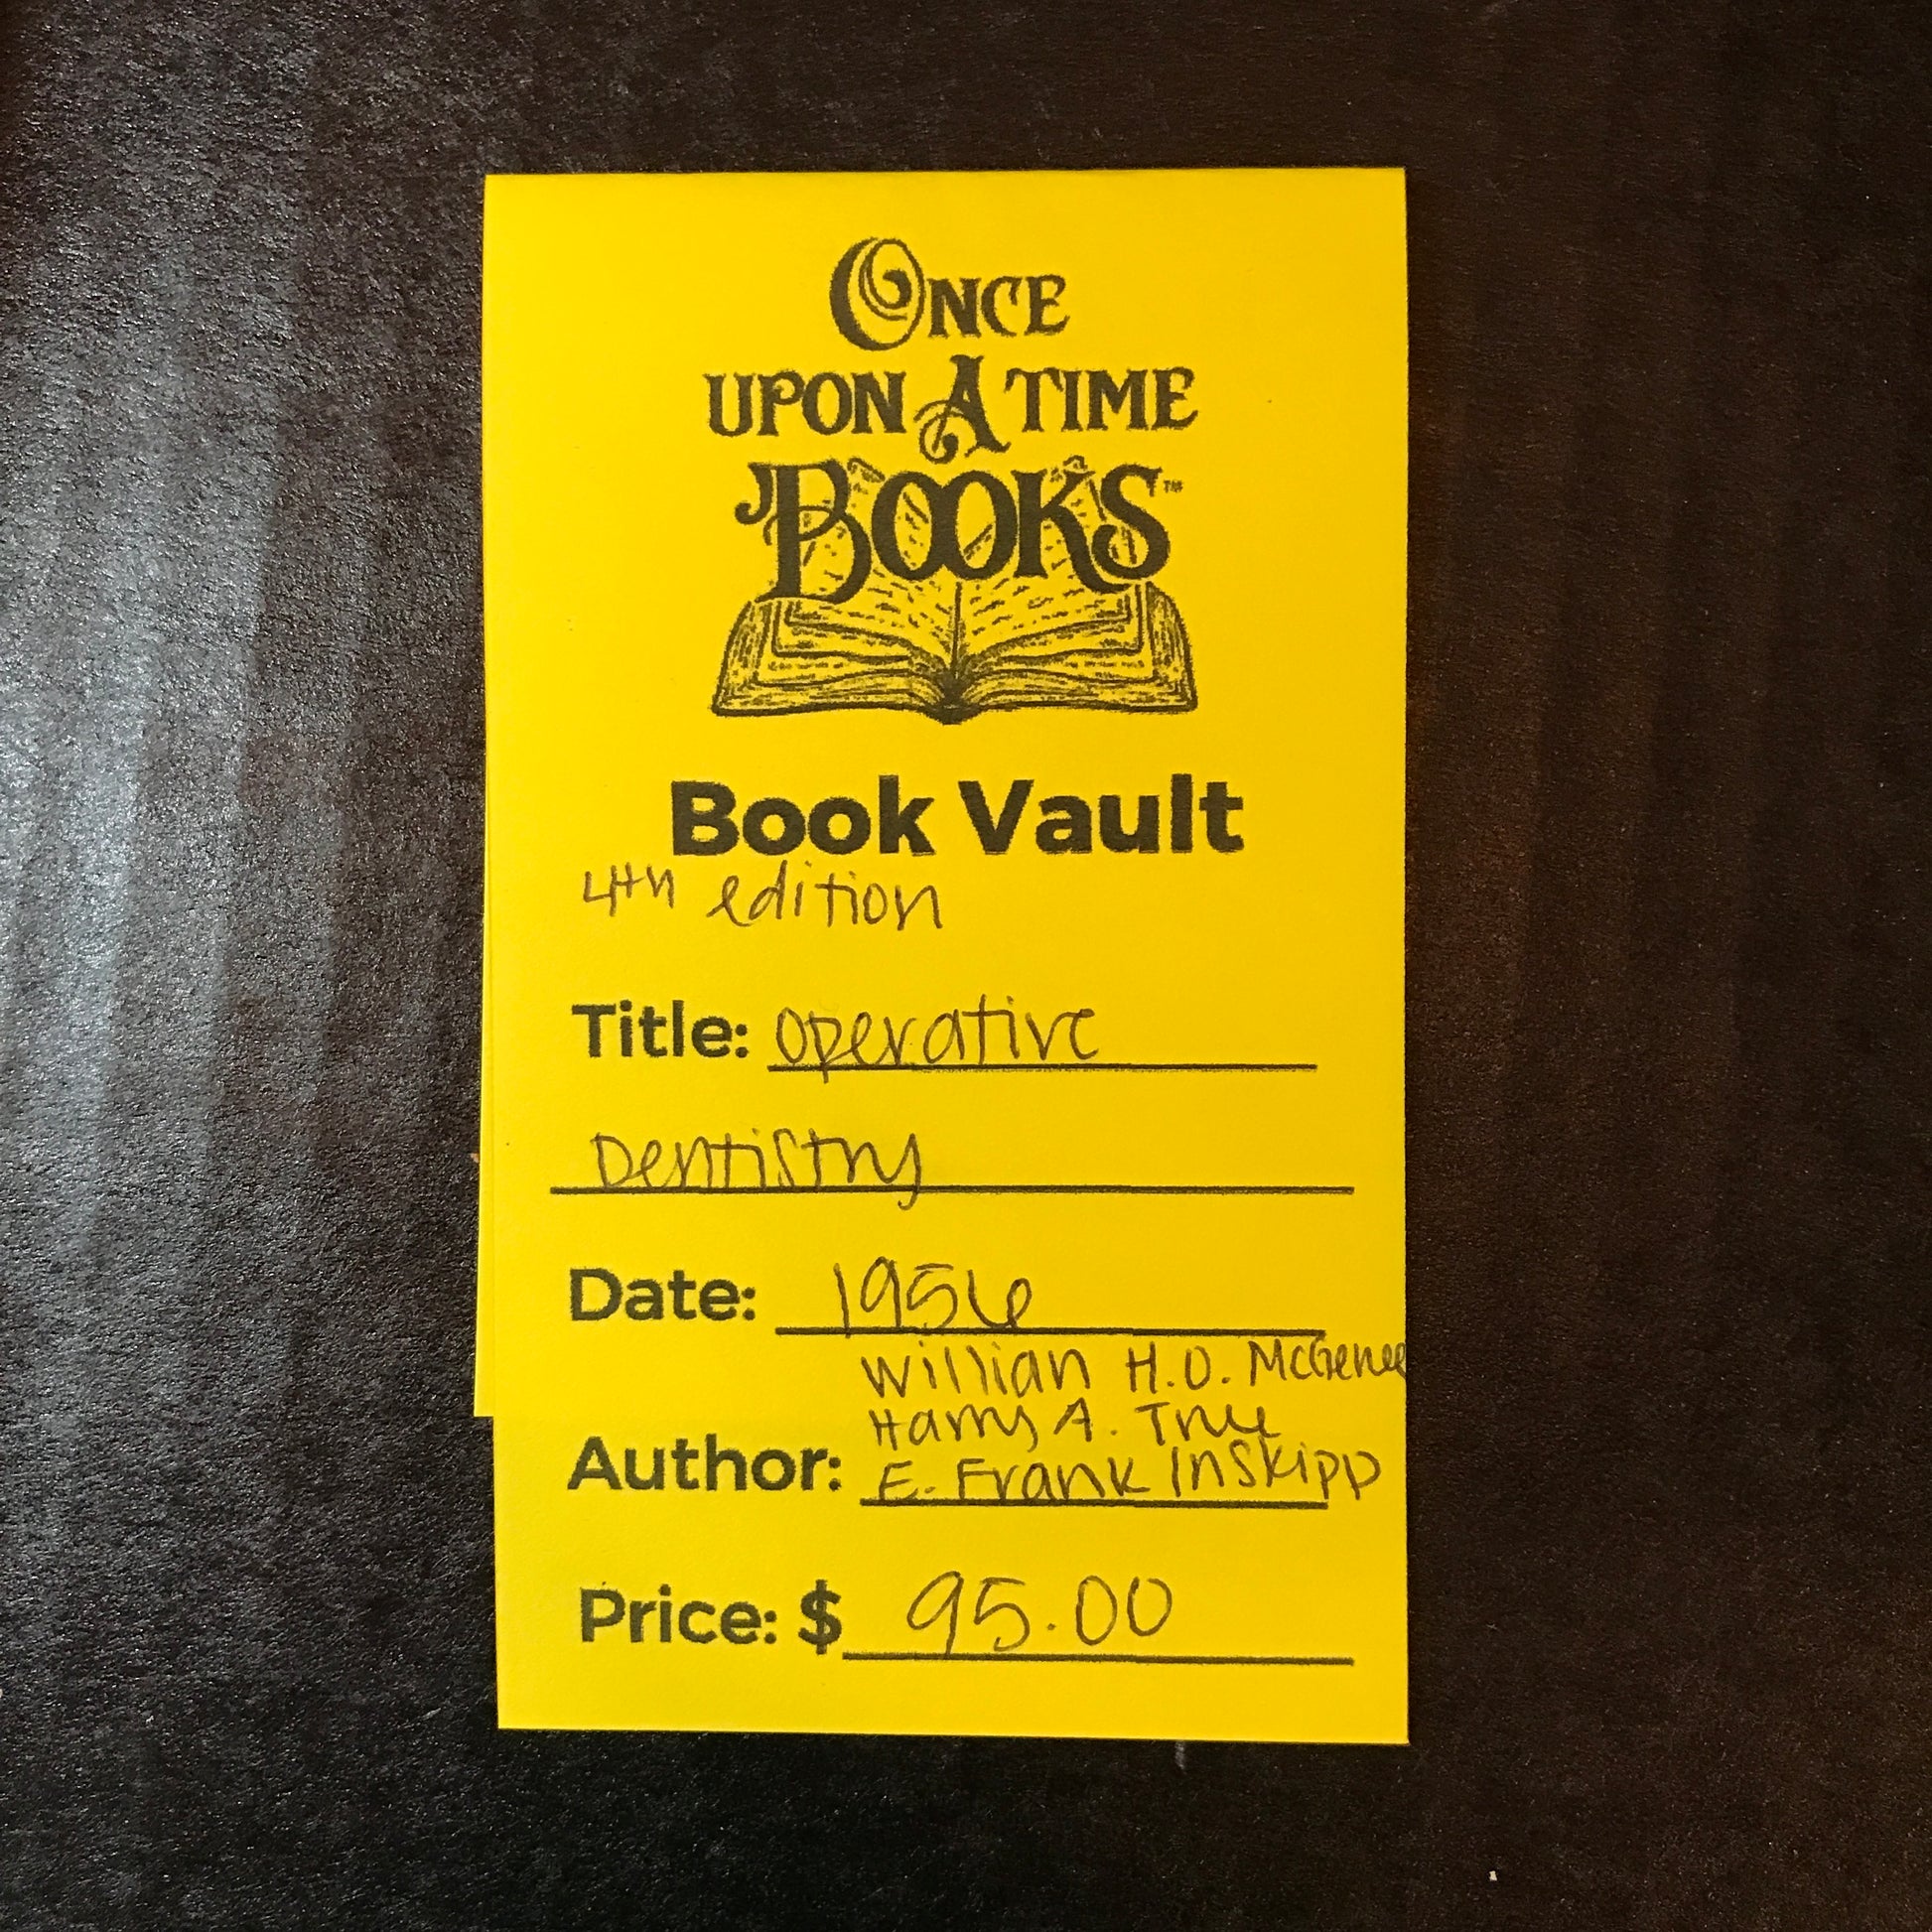 ONCE
UPON A TIME
BOOKS™
Book Vault
4th edition
Title: Operative
Dentistry
Date: 1956
Willian H.O. McGehee
Harry A. True
Author: E. Frank Inskipp
Price: $ 95.00